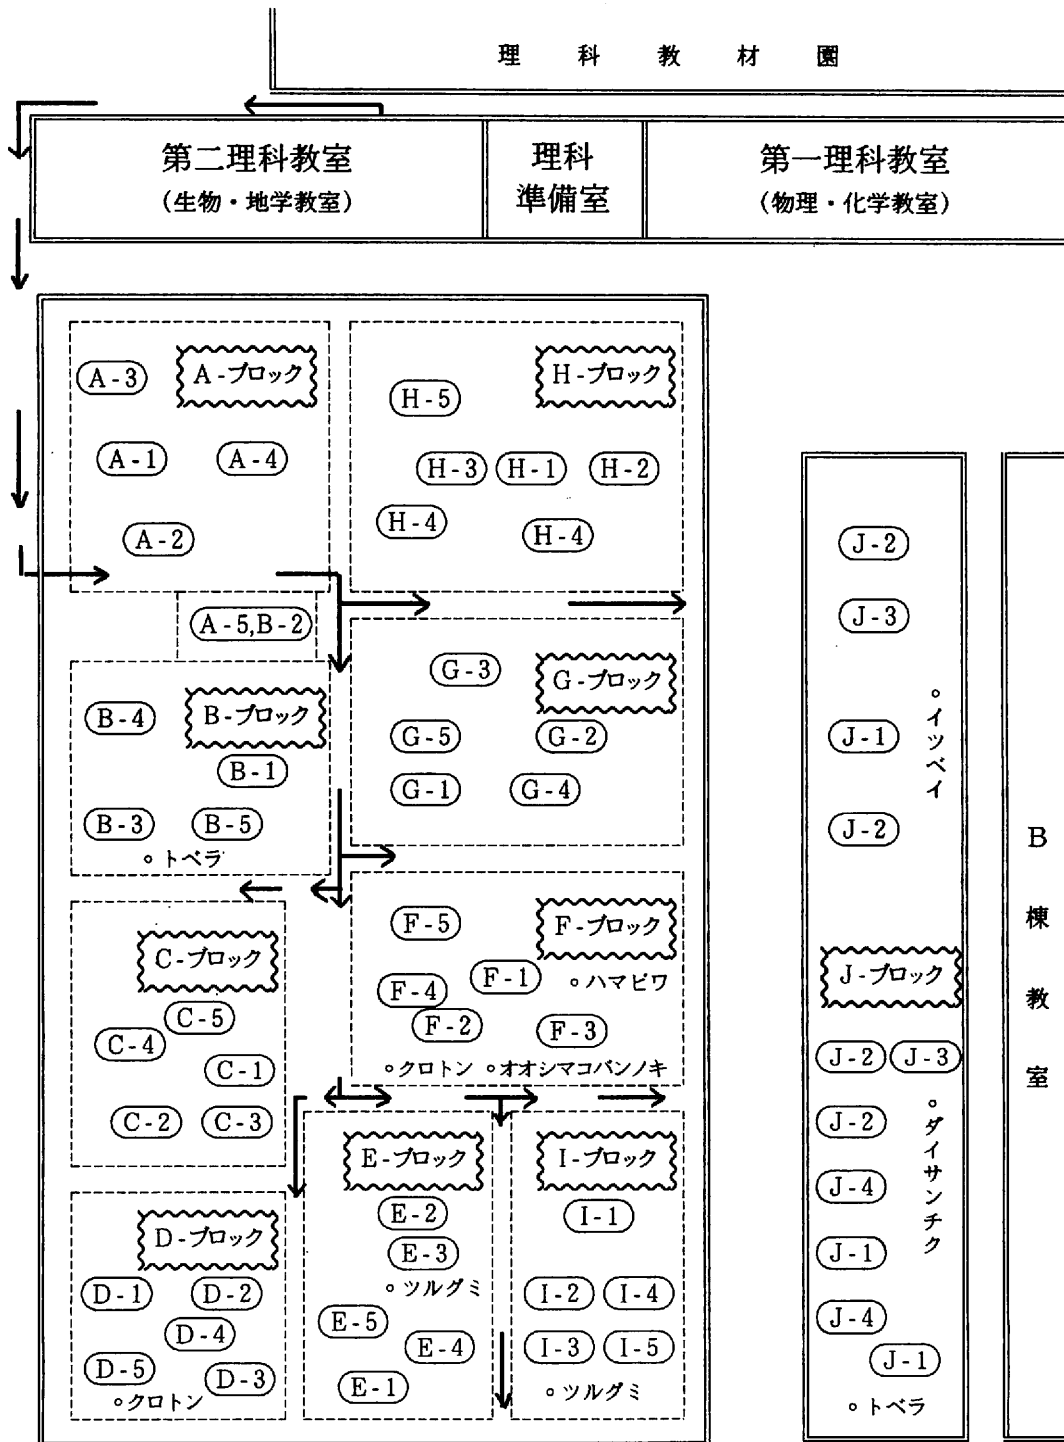 理科教材園
第二理科教室
(生物・地学教室)
理科
準備室
第一理科教室
(物理・化学教室)
A-ブロック
A-3
A-1
A-4
A-2
A-5,B-2
H-ブロック
H-5
H-3
H-1
H-2
H-4
H-4
B-ブロック
B-4
B-1
B-3
B-5
。トベラ
G-ブロック
G-3
G-5
G-2
G-1
G-4
C-ブロック
C-5
C-4
C-1
C-2
C-3
F-ブロック
F-5
F-1
。ハマビワ
F-4
F-2
F-3
。クロトン
。オオシマコバンノキ
D-ブロック
D-1
D-2
D-4
D-5
D-3
。クロトン
E-ブロック
E-2
E-3
。ツルグミ
E-5
E-4
E-1
I-ブロック
I-1
I-2
I-4
I-3
I-5
。ツルグミ
J-2
J-3
。イッペイ
J-1
J-2
J-ブロック
J-2
J-3
。ダイサンチク
J-2
J-4
J-1
J-4
J-1
。トベラ
B棟教室